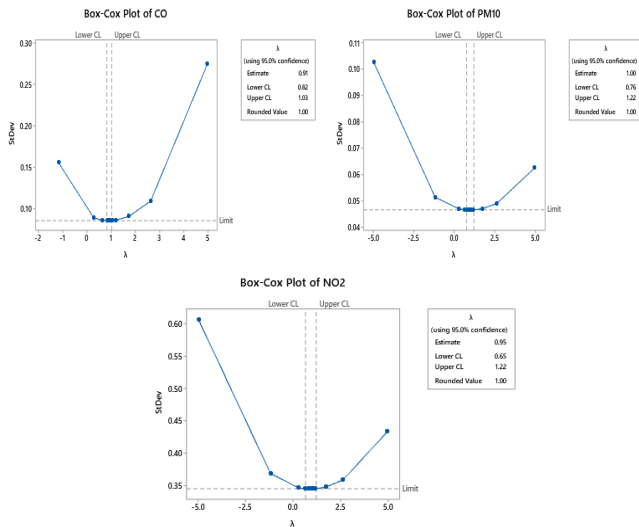 Box-Cox Plot of CO
Lower CL Upper CL
0.30
0.25
0.20
0.15
0.10
StDev
-2 -1 0 1 2 3 4 5
λ
Limit
λ
(using 95.0% confidence)
Estimate 0.91
Lower CL 0.82
Upper CL 1.03
Rounded Value 1.00
Box-Cox Plot of PM10
Lower CL Upper CL
0.11
0.10
0.09
0.08
0.07
0.06
0.05
0.04
StDev
-5.0 -2.5 0.0 2.5 5.0
λ
Limit
λ
(using 95.0% confidence)
Estimate 1.00
Lower CL 0.76
Upper CL 1.22
Rounded Value 1.00
Box-Cox Plot of NO2
Lower CL Upper CL
0.60
0.55
0.50
0.45
0.40
0.35
StDev
-5.0 -2.5 0.0 2.5 5.0
λ
Limit
λ
(using 95.0% confidence)
Estimate 0.95
Lower CL 0.65
Upper CL 1.22
Rounded Value 1.00